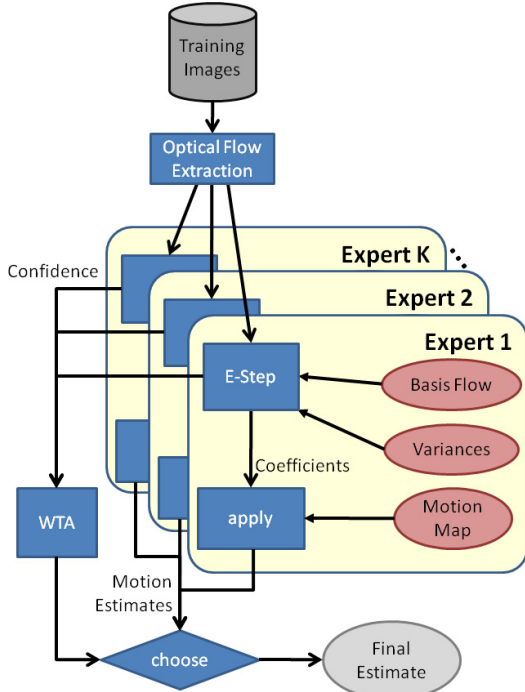 Training
Images
Optical Flow
Extraction
Confidence
Expert K
Expert 2
Expert 1
E-Step
Basis Flow
Variances
Coefficients
WTA
apply
Motion
Map
Motion
Estimates
choose
Final
Estimate